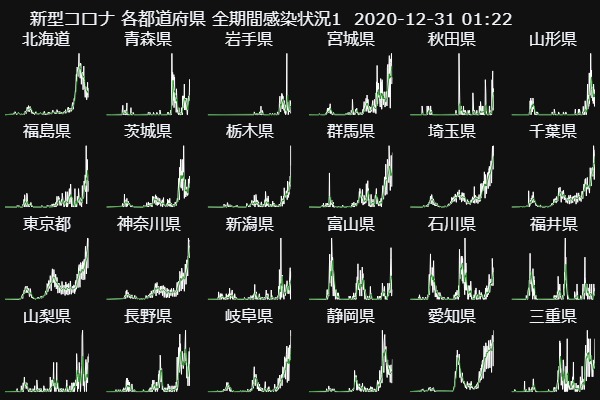 新型コロナ 各都道府県 全期間感染状況1 2020-12-31 01:22
北海道 青森県 岩手県 宮城県 秋田県 山形県
福島県 茨城県 栃木県 群馬県 埼玉県 千葉県
東京都 神奈川県 新潟県 富山県 石川県 福井県
山梨県 長野県 岐阜県 静岡県 愛知県 三重県